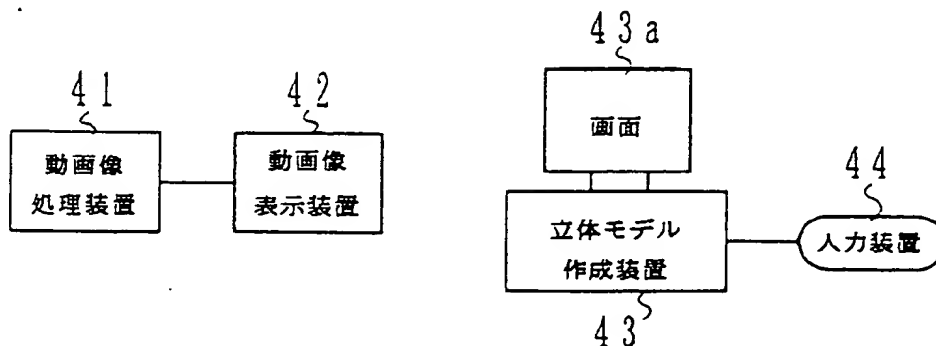 41
動画像
処理装置
42
動画像
表示装置
43a
画面
立体モデル
作成装置
43
44
入力装置